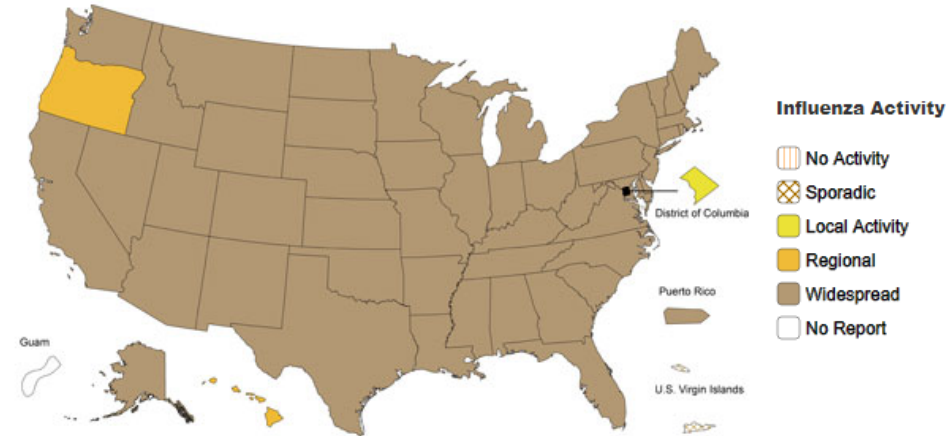 Influenza Activity
No Activity
Sporadic
District of Columbia
Local Activity
Regional
Puerto Rico
Widespread
No Report
Guam
U.S. Virgin Islands